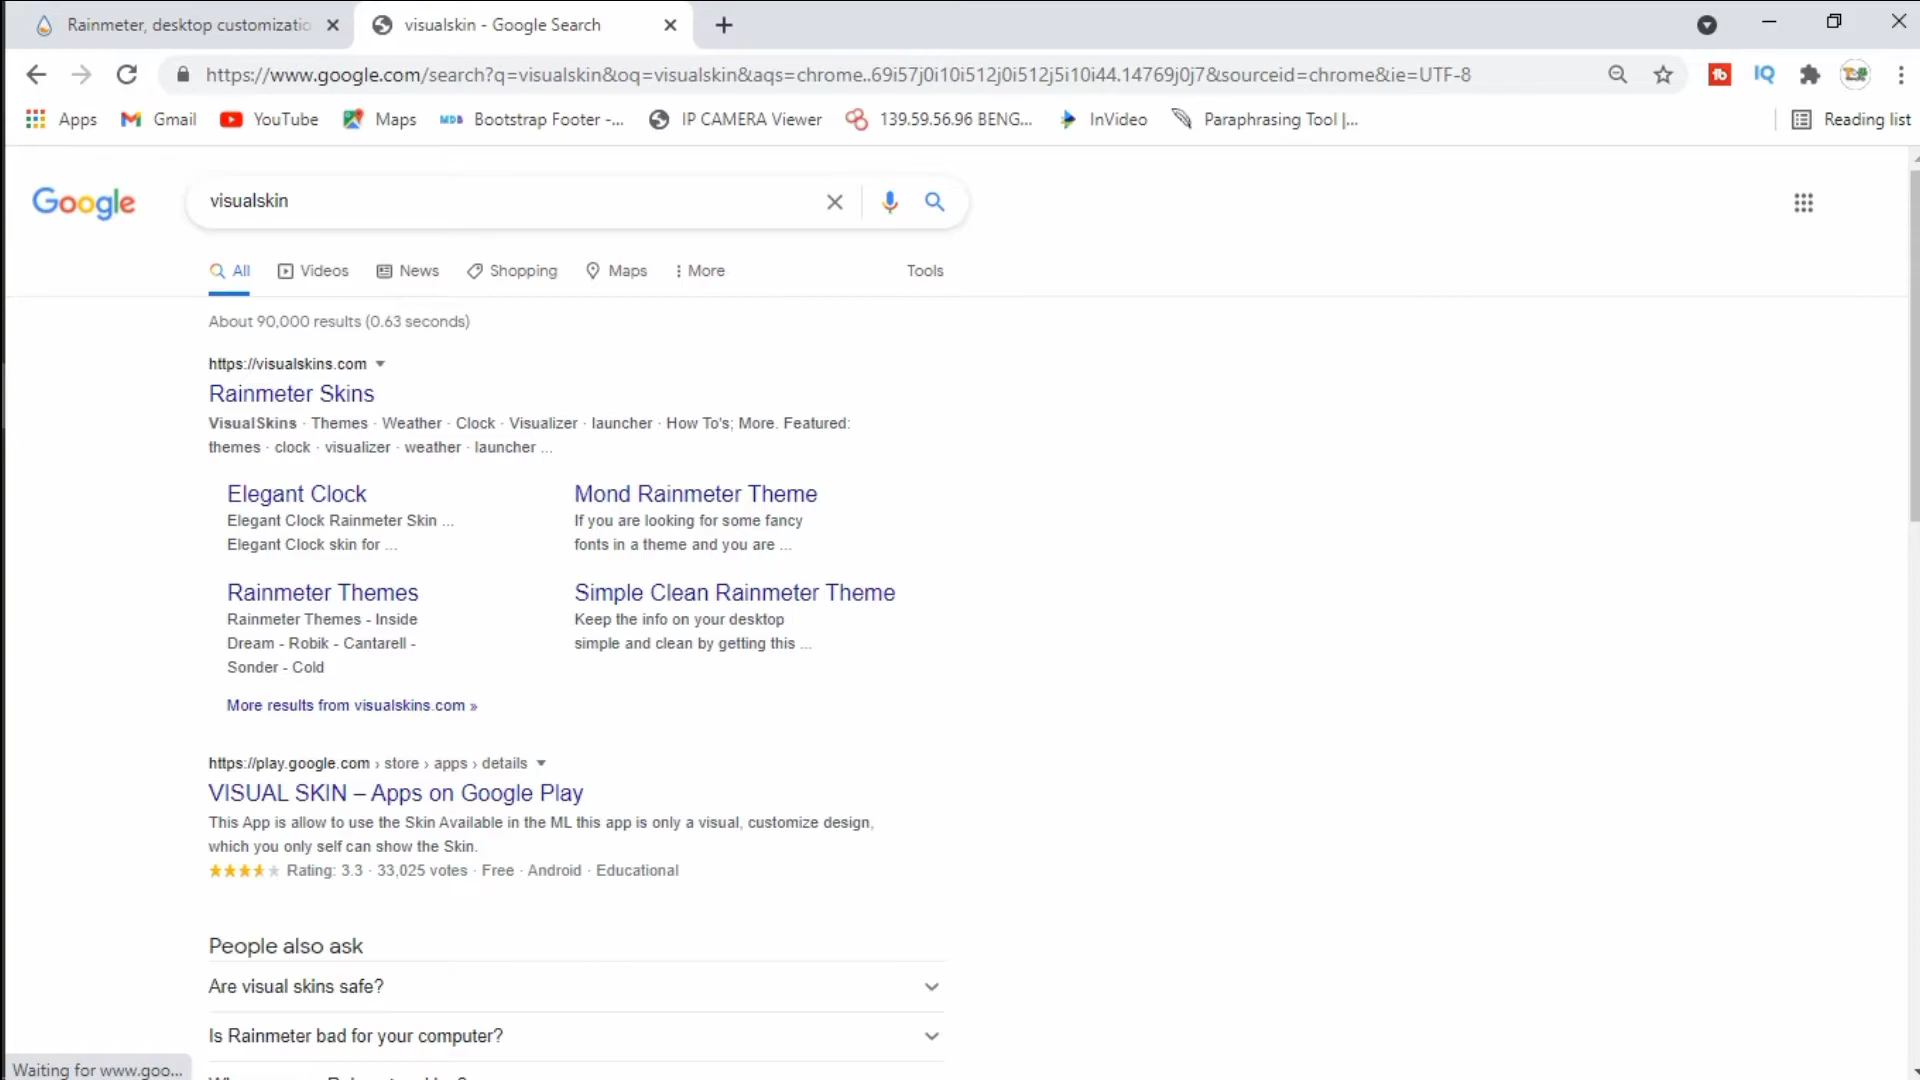 Rainmeter, desktop customizatio
visualskin - Google Search
https://www.google.com/search?q=visualskin&oq=visualskin&aqs=chrome..69i57j0i10i512j0i512j5i10i44.14769j0j7&sourceid=chrome&ie=UTF-8
Apps Gmail YouTube Maps MDB Bootstrap Footer -... IP CAMERA Viewer 139.59.56.96 BENG... InVideo Paraphrasing Tool |... Reading list
IQ
Google
visualskin
All Videos News Shopping Maps More Tools
About 90,000 results (0.63 seconds)
https://visualskins.com
Rainmeter Skins
VisualSkins · Themes · Weather · Clock · Visualizer · launcher · How To's; More. Featured:
themes · clock · visualizer · weather · launcher ...
Elegant Clock
Elegant Clock Rainmeter Skin ...
Elegant Clock skin for ...
Mond Rainmeter Theme
If you are looking for some fancy
fonts in a theme and you are ...
Rainmeter Themes
Rainmeter Themes - Inside
Dream - Robik - Cantarell -
Sonder - Cold
Simple Clean Rainmeter Theme
Keep the info on your desktop
simple and clean by getting this ...
More results from visualskins.com »
https://play.google.com › store › apps › details
VISUAL SKIN – Apps on Google Play
This App is allow to use the Skin Available in the ML this app is only a visual, customize design,
which you only self can show the Skin.
Rating: 3.3 · 33,025 votes · Free · Android · Educational
People also ask
Are visual skins safe?
Is Rainmeter bad for your computer?
Waiting for www.goo...